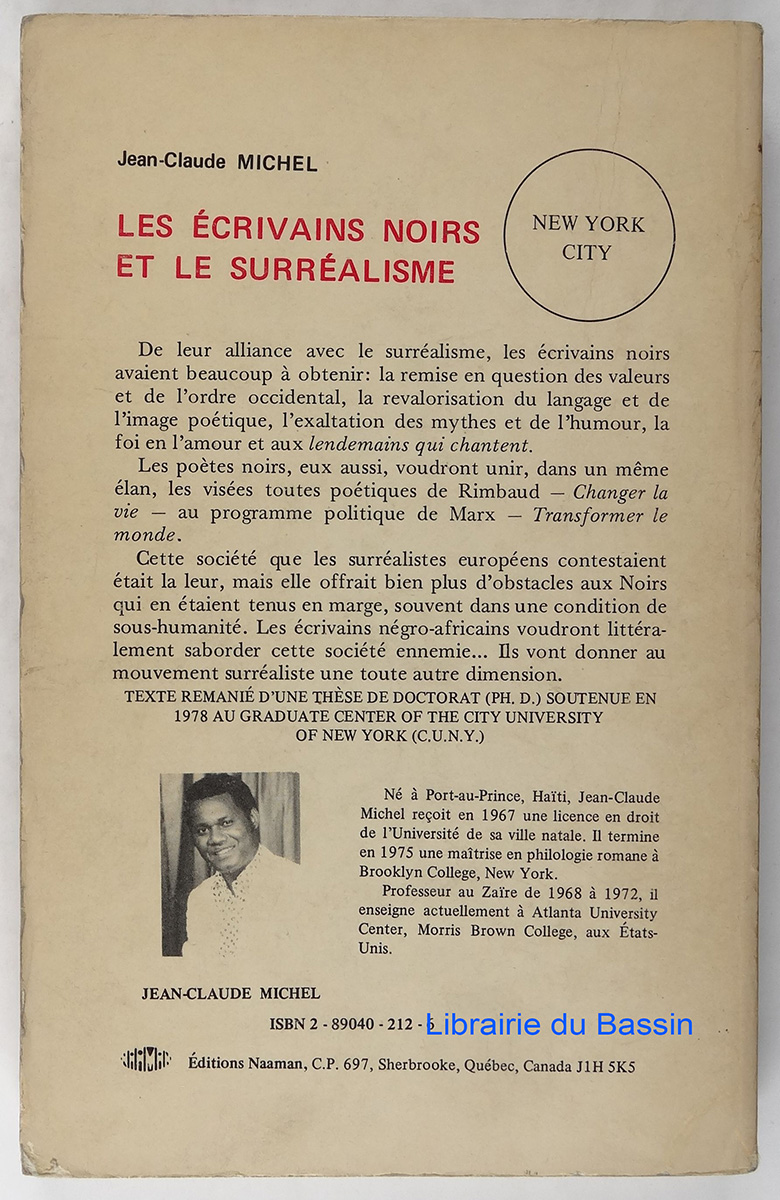 Jean-Claude MICHEL
LES ÉCRIVAINS NOIRS
ET LE SURRÉALISME
NEW YORK
CITY
De leur alliance avec le surréalisme, les écrivains noirs
avaient beaucoup à obtenir: la remise en question des valeurs
et de l'ordre occidental, la revalorisation du langage et de
l'image poétique, l'exaltation des mythes et de l'humour, la
foi en l'amour et aux lendemains qui chantent.
Les poètes noirs, eux aussi, voudront unir, dans un même
élan, les visées toutes poétiques de Rimbaud — Changer la
vie — au programme politique de Marx — Transformer le
monde.
Cette société que les surréalistes européens contestaient
était la leur, mais elle offrait bien plus d'obstacles aux Noirs
qui en étaient tenus en marge, souvent dans une condition de
sous-humanité. Les écrivains négro-africains voudront littéra-
lement saborder cette société ennemie... Ils vont donner au
mouvement surréaliste une toute autre dimension.
TEXTE REMANIÉ D'UNE THÈSE DE DOCTORAT (PH. D.) SOUTENUE EN
1978 AU GRADUATE CENTER OF THE CITY UNIVERSITY
OF NEW YORK (C.U.N.Y.)
Né à Port-au-Prince, Haïti, Jean-Claude
Michel reçoit en 1967 une licence en droit
de l'Université de sa ville natale. Il termine
en 1975 une maîtrise en philologie romane à
Brooklyn College, New York.
Professeur au Zaïre de 1968 à 1972, il
enseigne actuellement à Atlanta University
Center, Morris Brown College, aux États-
Unis.
JEAN-CLAUDE MICHEL
ISBN 2 - 89040 - 212 -
Librairie du Bassin
Éditions Naaman, C.P. 697, Sherbrooke, Québec, Canada J1H 5K5